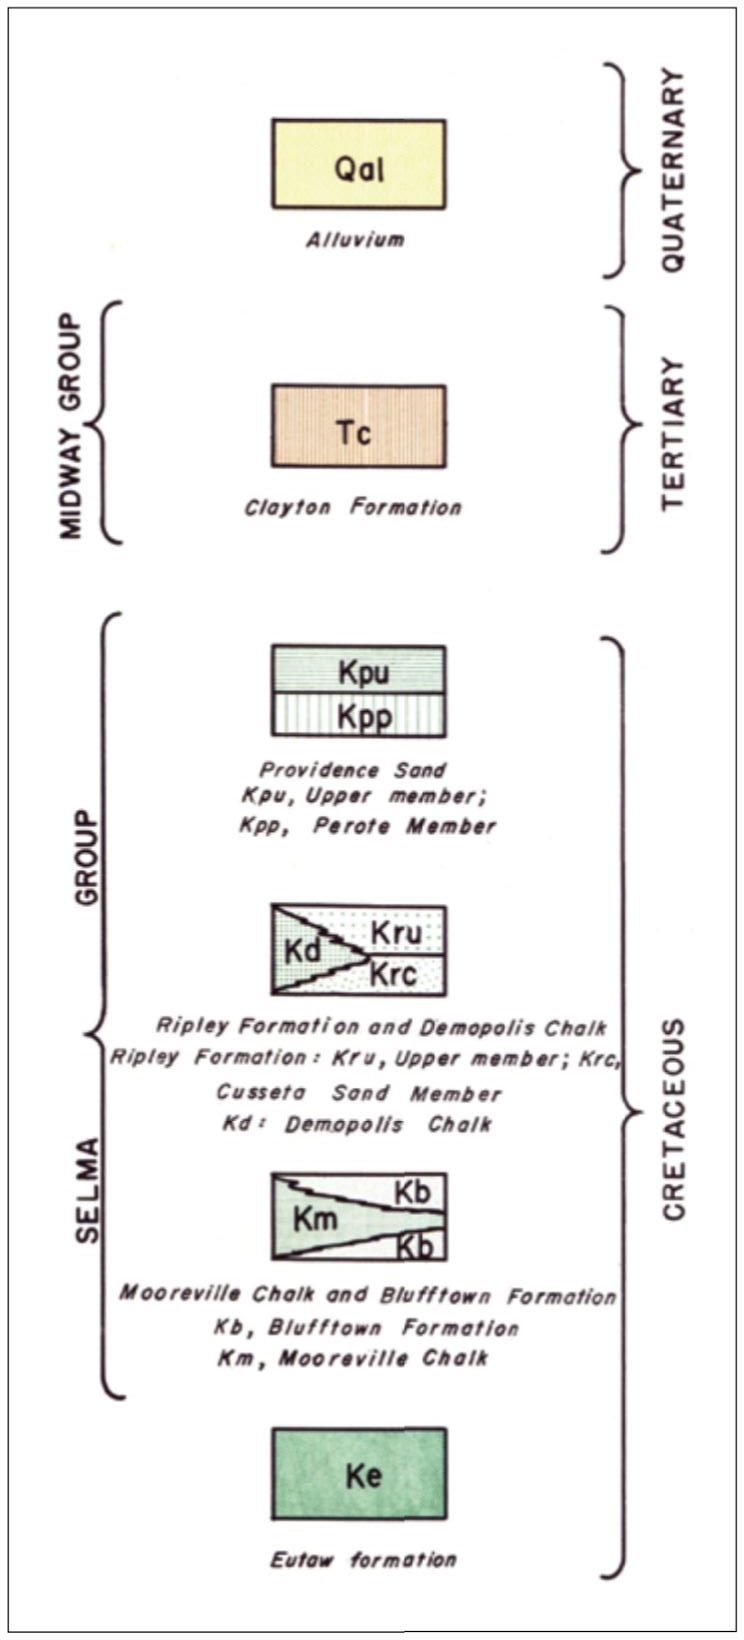 QUATERNARY
Qal
Alluvium
MIDWAY GROUP
TERTIARY
Tc
Clayton Formation
SELMA GROUP
CRETACEOUS
Kpu
Kpp
Providence Sand
Kpu, Upper member;
Kpp, Perote Member
Kd
Kru
Krc
Ripley Formation and Demopolis Chalk
Ripley Formation: Kru, Upper member; Krc,
Cusseta Sand Member
Kd: Demopolis Chalk
Kb
Km
Kb
Mooreville Chalk and Blufftown Formation
Kb, Blufftown Formation
Km, Mooreville Chalk
Ke
Eutaw formation